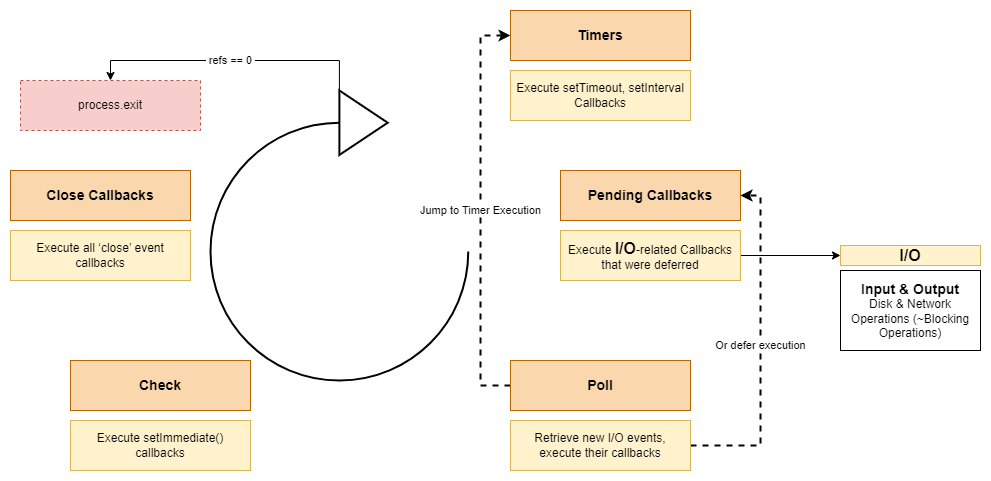 Timers
Execute setTimeout, setInterval
Callbacks
refs == 0
process.exit
Close Callbacks
Execute all ‘close’ event
callbacks
Jump to Timer Execution
Pending Callbacks
Execute I/O-related Callbacks
that were deferred
I/O
Input & Output
Disk & Network
Operations (~Blocking
Operations)
Or defer execution
Check
Execute setImmediate()
callbacks
Poll
Retrieve new I/O events,
execute their callbacks